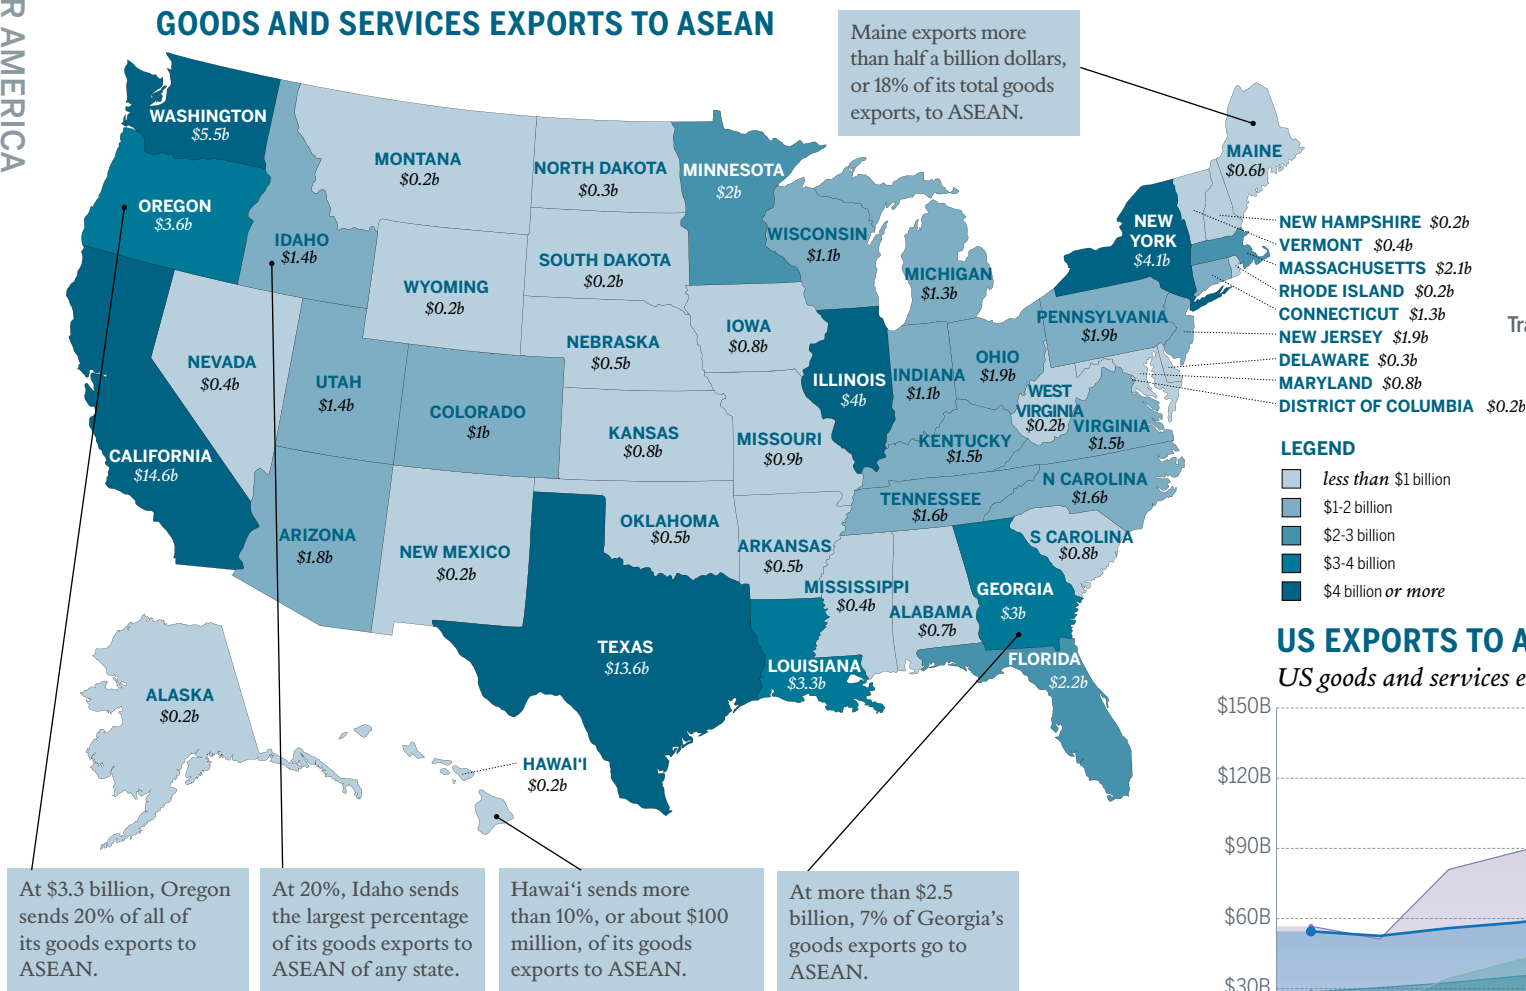 R AMERICA
GOODS AND SERVICES EXPORTS TO ASEAN
Maine exports more
than half a billion dollars,
or 18% of its total goods
exports, to ASEAN.
WASHINGTON
$5.5b
OREGON
$3.6b
IDAHO
$1.4b
MONTANA
$0.2b
NORTH DAKOTA
$0.3b
MINNESOTA
$2b
WISCONSIN
$1.1b
MICHIGAN
$1.3b
NEW
YORK
$4.1b
MAINE
$0.6b
NEW HAMPSHIRE $0.2b
VERMONT $0.4b
MASSACHUSETTS $2.1b
RHODE ISLAND $0.2b
CONNECTICUT $1.3b
NEW JERSEY $1.9b
DELAWARE $0.3b
MARYLAND $0.8b
DISTRICT OF COLUMBIA $0.2b
WYOMING
$0.2b
SOUTH DAKOTA
$0.2b
NEBRASKA
$0.5b
IOWA
$0.8b
ILLINOIS
$4b
INDIANA
$1.1b
OHIO
$1.9b
PENNSYLVANIA
$1.9b
WEST
VIRGINIA
$0.2b
VIRGINIA
$1.5b
NEVADA
$0.4b
UTAH
$1.4b
COLORADO
$1b
KANSAS
$0.8b
MISSOURI
$0.9b
KENTUCKY
$1.5b
CALIFORNIA
$14.6b
ARIZONA
$1.8b
NEW MEXICO
$0.2b
OKLAHOMA
$0.5b
ARKANSAS
$0.5b
TENNESSEE
$1.6b
N CAROLINA
$1.6b
S CAROLINA
$0.8b
MISSISSIPPI
$0.4b
ALABAMA
$0.7b
GEORGIA
$3b
TEXAS
$13.6b
LOUISIANA
$3.3b
FLORIDA
$2.2b
ALASKA
$0.2b
HAWAI‘I
$0.2b
LEGEND
less than $1 billion
$1-2 billion
$2-3 billion
$3-4 billion
$4 billion or more
At $3.3 billion, Oregon
sends 20% of all of
its goods exports to
ASEAN.
At 20%, Idaho sends
the largest percentage
of its goods exports to
ASEAN of any state.
Hawai‘i sends more
than 10%, or about $100
million, of its goods
exports to ASEAN.
At more than $2.5
billion, 7% of Georgia’s
goods exports go to
ASEAN.
Tra
US EXPORTS TO A
US goods and services e
$150B
$120B
$90B
$60B
$30B